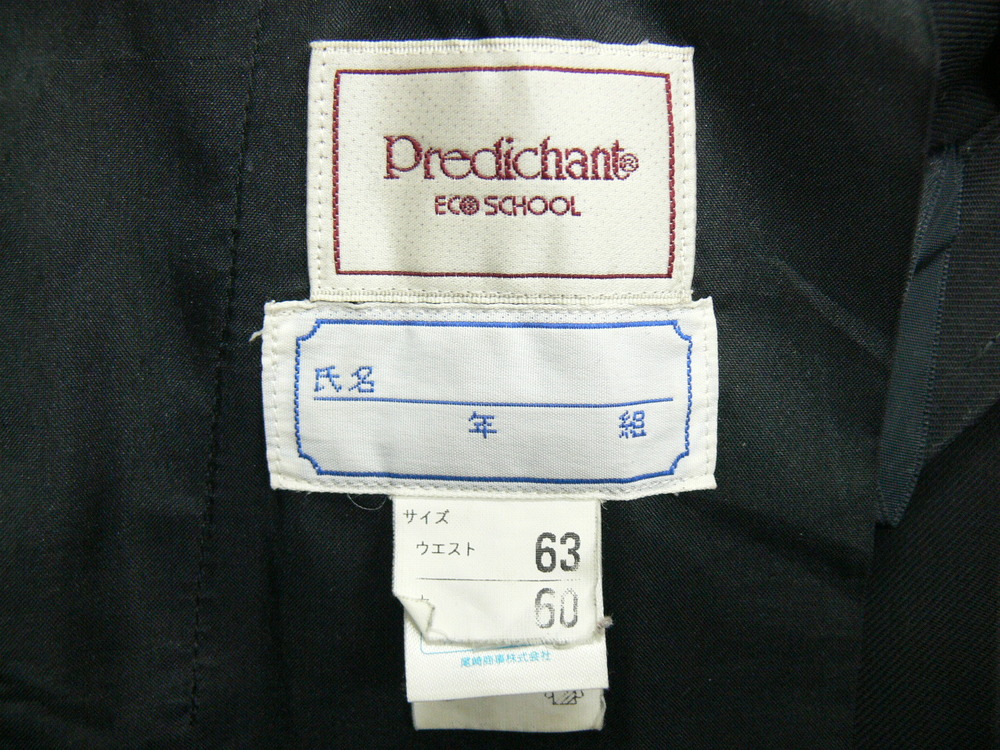 Predichant®
ECO SCHOOL
氏名
年 組
サイズ
ウエスト 63
60
尾崎商事株式会社